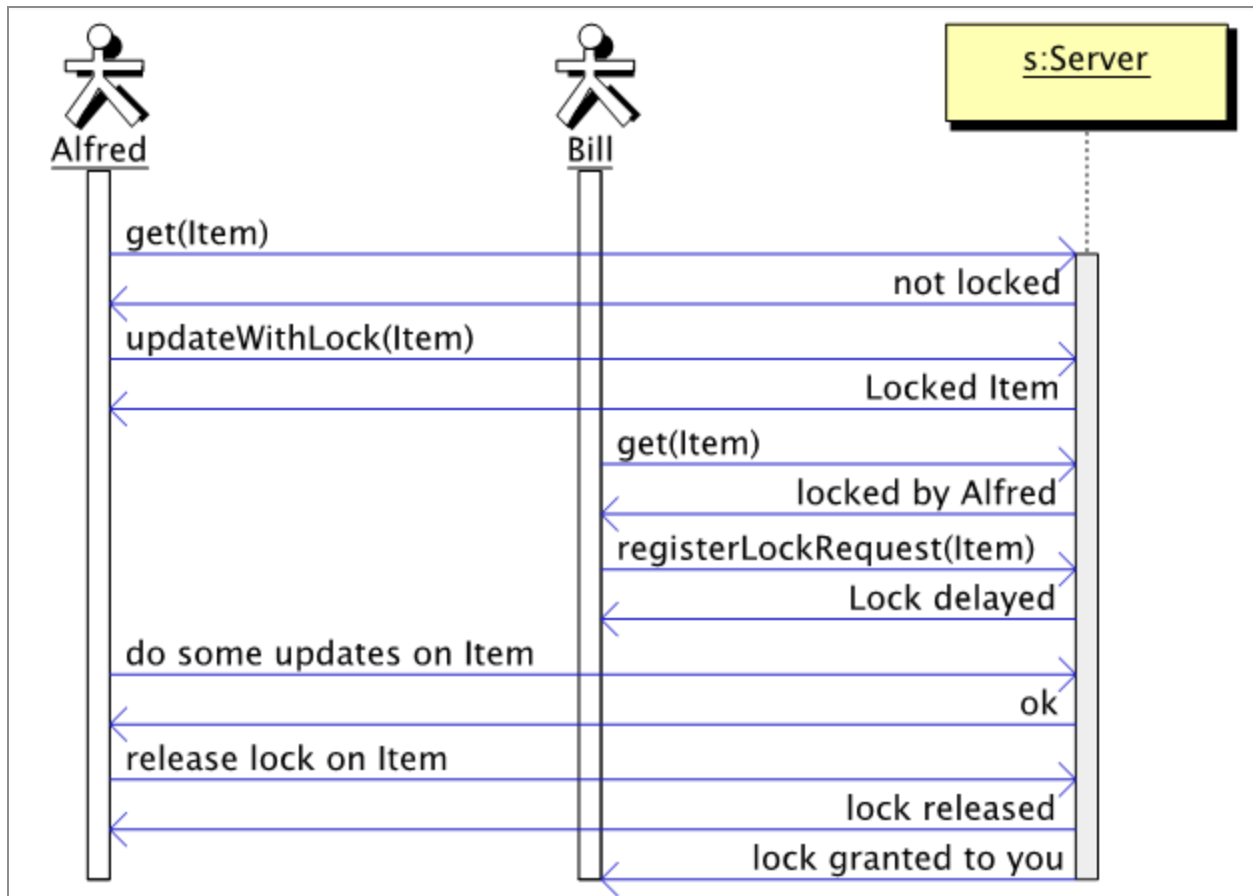 Alfred
Bill
s:Server
get(Item)
not locked
updateWithLock(Item)
Locked Item
get(Item)
locked by Alfred
registerLockRequest(Item)
Lock delayed
do some updates on Item
ok
release lock on Item
lock released
lock granted to you